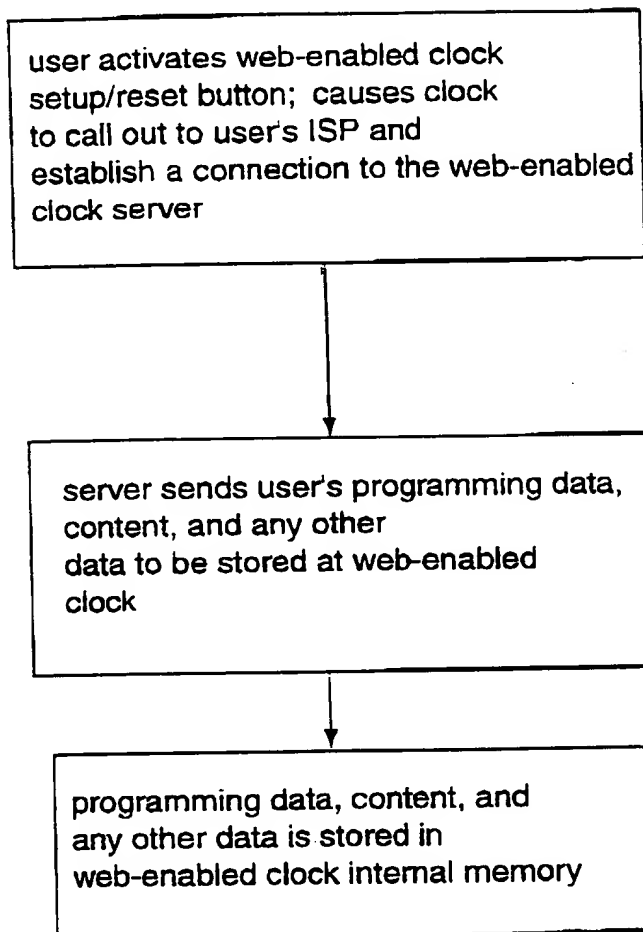 user activates web-enabled clock
setup/reset button; causes clock
to call out to user's ISP and
establish a connection to the web-enabled
clock server
server sends user's programming data,
content, and any other
data to be stored at web-enabled
clock
programming data, content, and
any other data is stored in
web-enabled clock internal memory